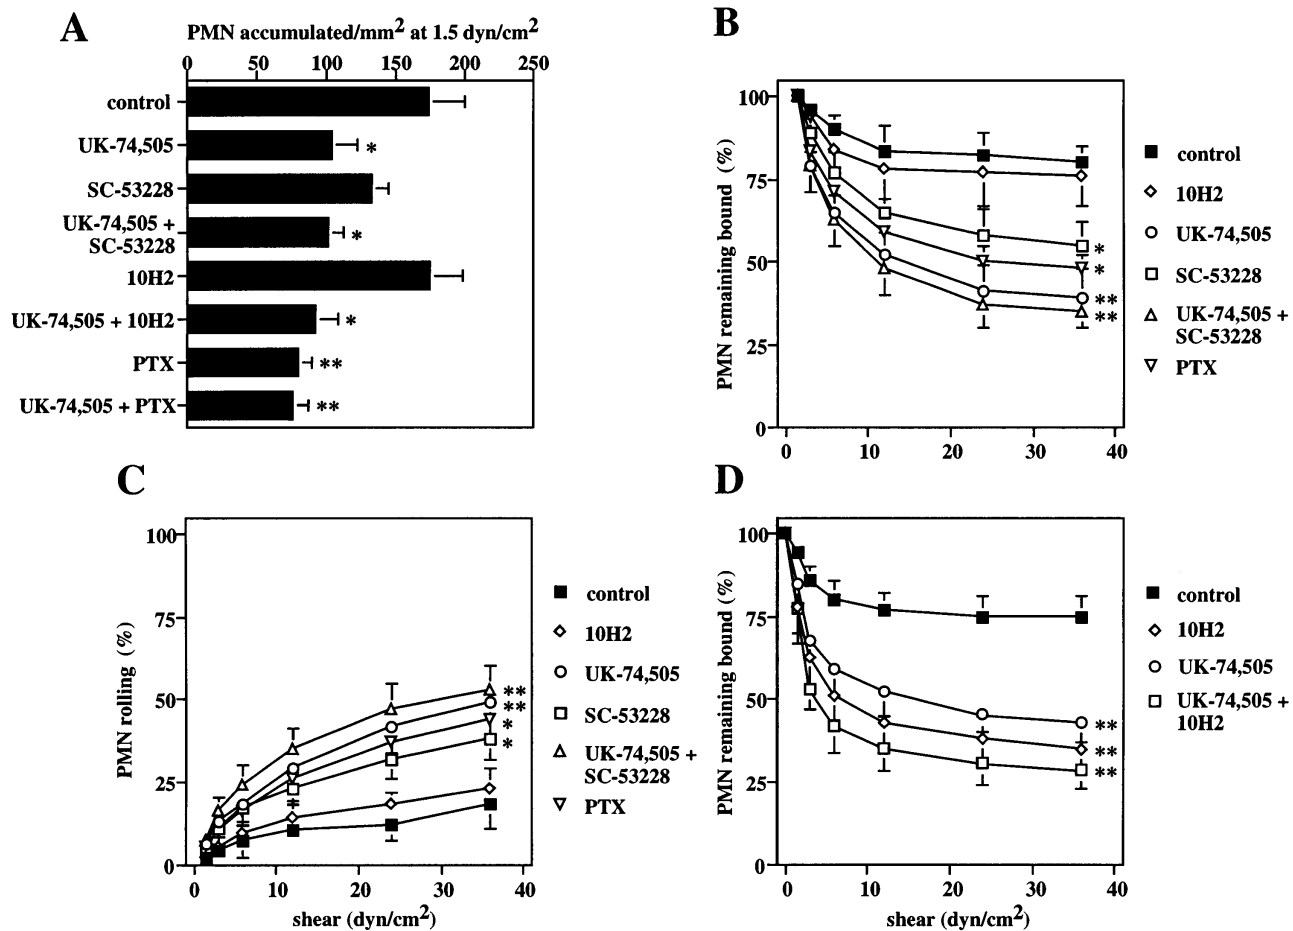 A
PMN accumulated/mm2 at 1.5 dyn/cm2
0 50 100 150 200 250
control
UK-74,505 *
SC-53228
UK-74,505 +
SC-53228 *
10H2
UK-74,505 + 10H2 *
PTX **
UK-74,505 + PTX **
B
PMN remaining bound (%)
100
75
50
25
0
0 10 20 30 40
*
*
**
**
control
10H2
UK-74,505
SC-53228
UK-74,505 +
SC-53228
PTX
C
PMN rolling (%)
100
75
50
25
0
0 10 20 30 40
shear (dyn/cm2)
**
**
*
*
control
10H2
UK-74,505
SC-53228
UK-74,505 +
SC-53228
PTX
D
PMN remaining bound (%)
100
75
50
25
0
0 10 20 30 40
shear (dyn/cm2)
**
**
**
control
10H2
UK-74,505
UK-74,505 +
10H2